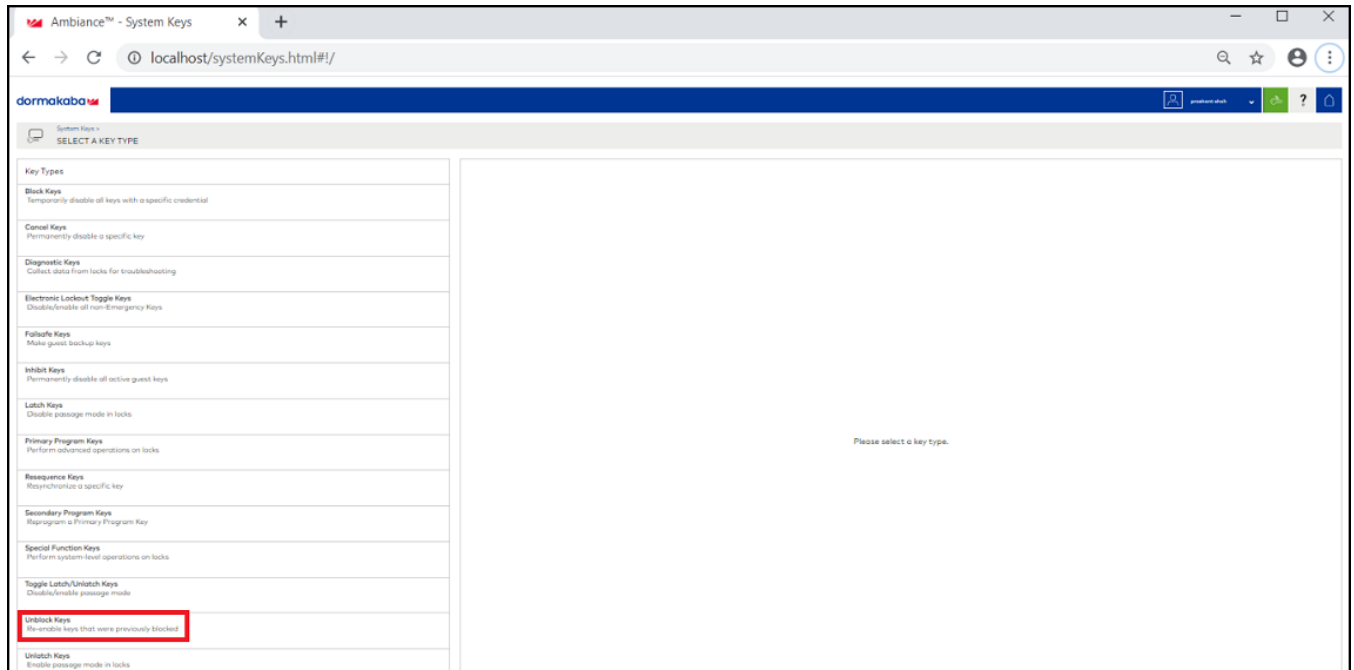 Ambiance™ - System Keys
localhost/systemKeys.html#!/
dormakaba
prashant shah
?
System Keys >
SELECT A KEY TYPE
Key Types
Block Keys
Temporarily disable all keys with a specific credential
Cancel Keys
Permanently disable a specific key
Diagnostic Keys
Collect data from locks for troubleshooting
Electronic Lockout Toggle Keys
Disable/enable all non-Emergency Keys
Failsafe Keys
Make guest backup keys
Inhibit Keys
Permanently disable all active guest keys
Latch Keys
Disable passage mode in locks
Primary Program Keys
Perform advanced operations on locks
Please select a key type.
Resequence Keys
Resynchronize a specific key
Secondary Program Keys
Reprogram a Primary Program Key
Special Function Keys
Perform system-level operations on locks
Toggle Latch/Unlatch Keys
Disable/enable passage mode
Unblock Keys
Re-enable keys that were previously blocked
Unlatch Keys
Enable passage mode in locks